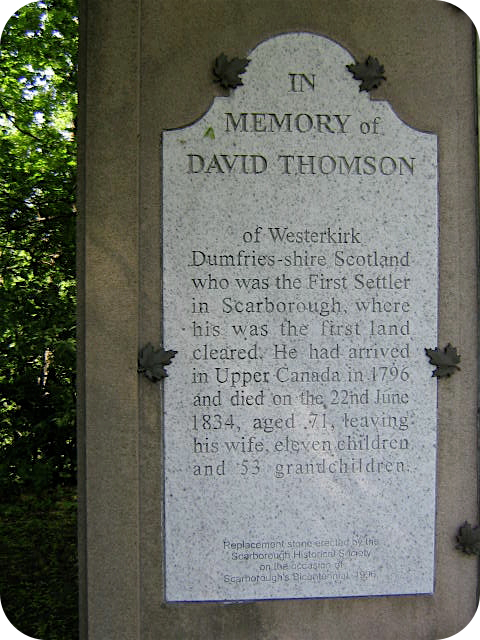 IN
MEMORY of
DAVID THOMSON
of Westerkirk
Dumfries-shire Scotland
who was the First Settler
in Scarborough, where
his was the first land
cleared. He had arrived
in Upper Canada in 1796
and died on the 22nd June
1834, aged 71, leaving
his wife, eleven children
and 53 grandchildren.
Replacement stone erected by the
Scarborough Historical Society
on the occasion of
Scarborough's Bicentennial, 1996